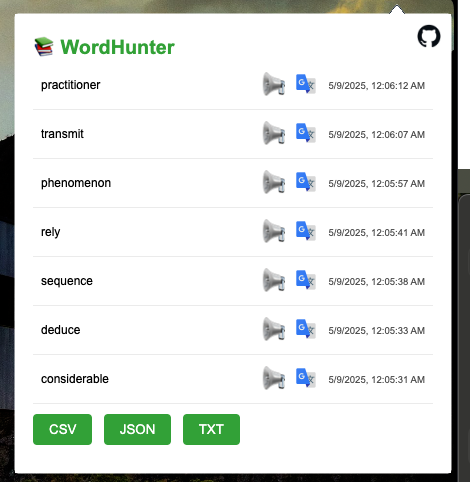 WordHunter
practitioner 5/9/2025, 12:06:12 AM
transmit 5/9/2025, 12:06:07 AM
phenomenon 5/9/2025, 12:05:57 AM
rely 5/9/2025, 12:05:41 AM
sequence 5/9/2025, 12:05:38 AM
deduce 5/9/2025, 12:05:33 AM
considerable 5/9/2025, 12:05:31 AM
CSV JSON TXT